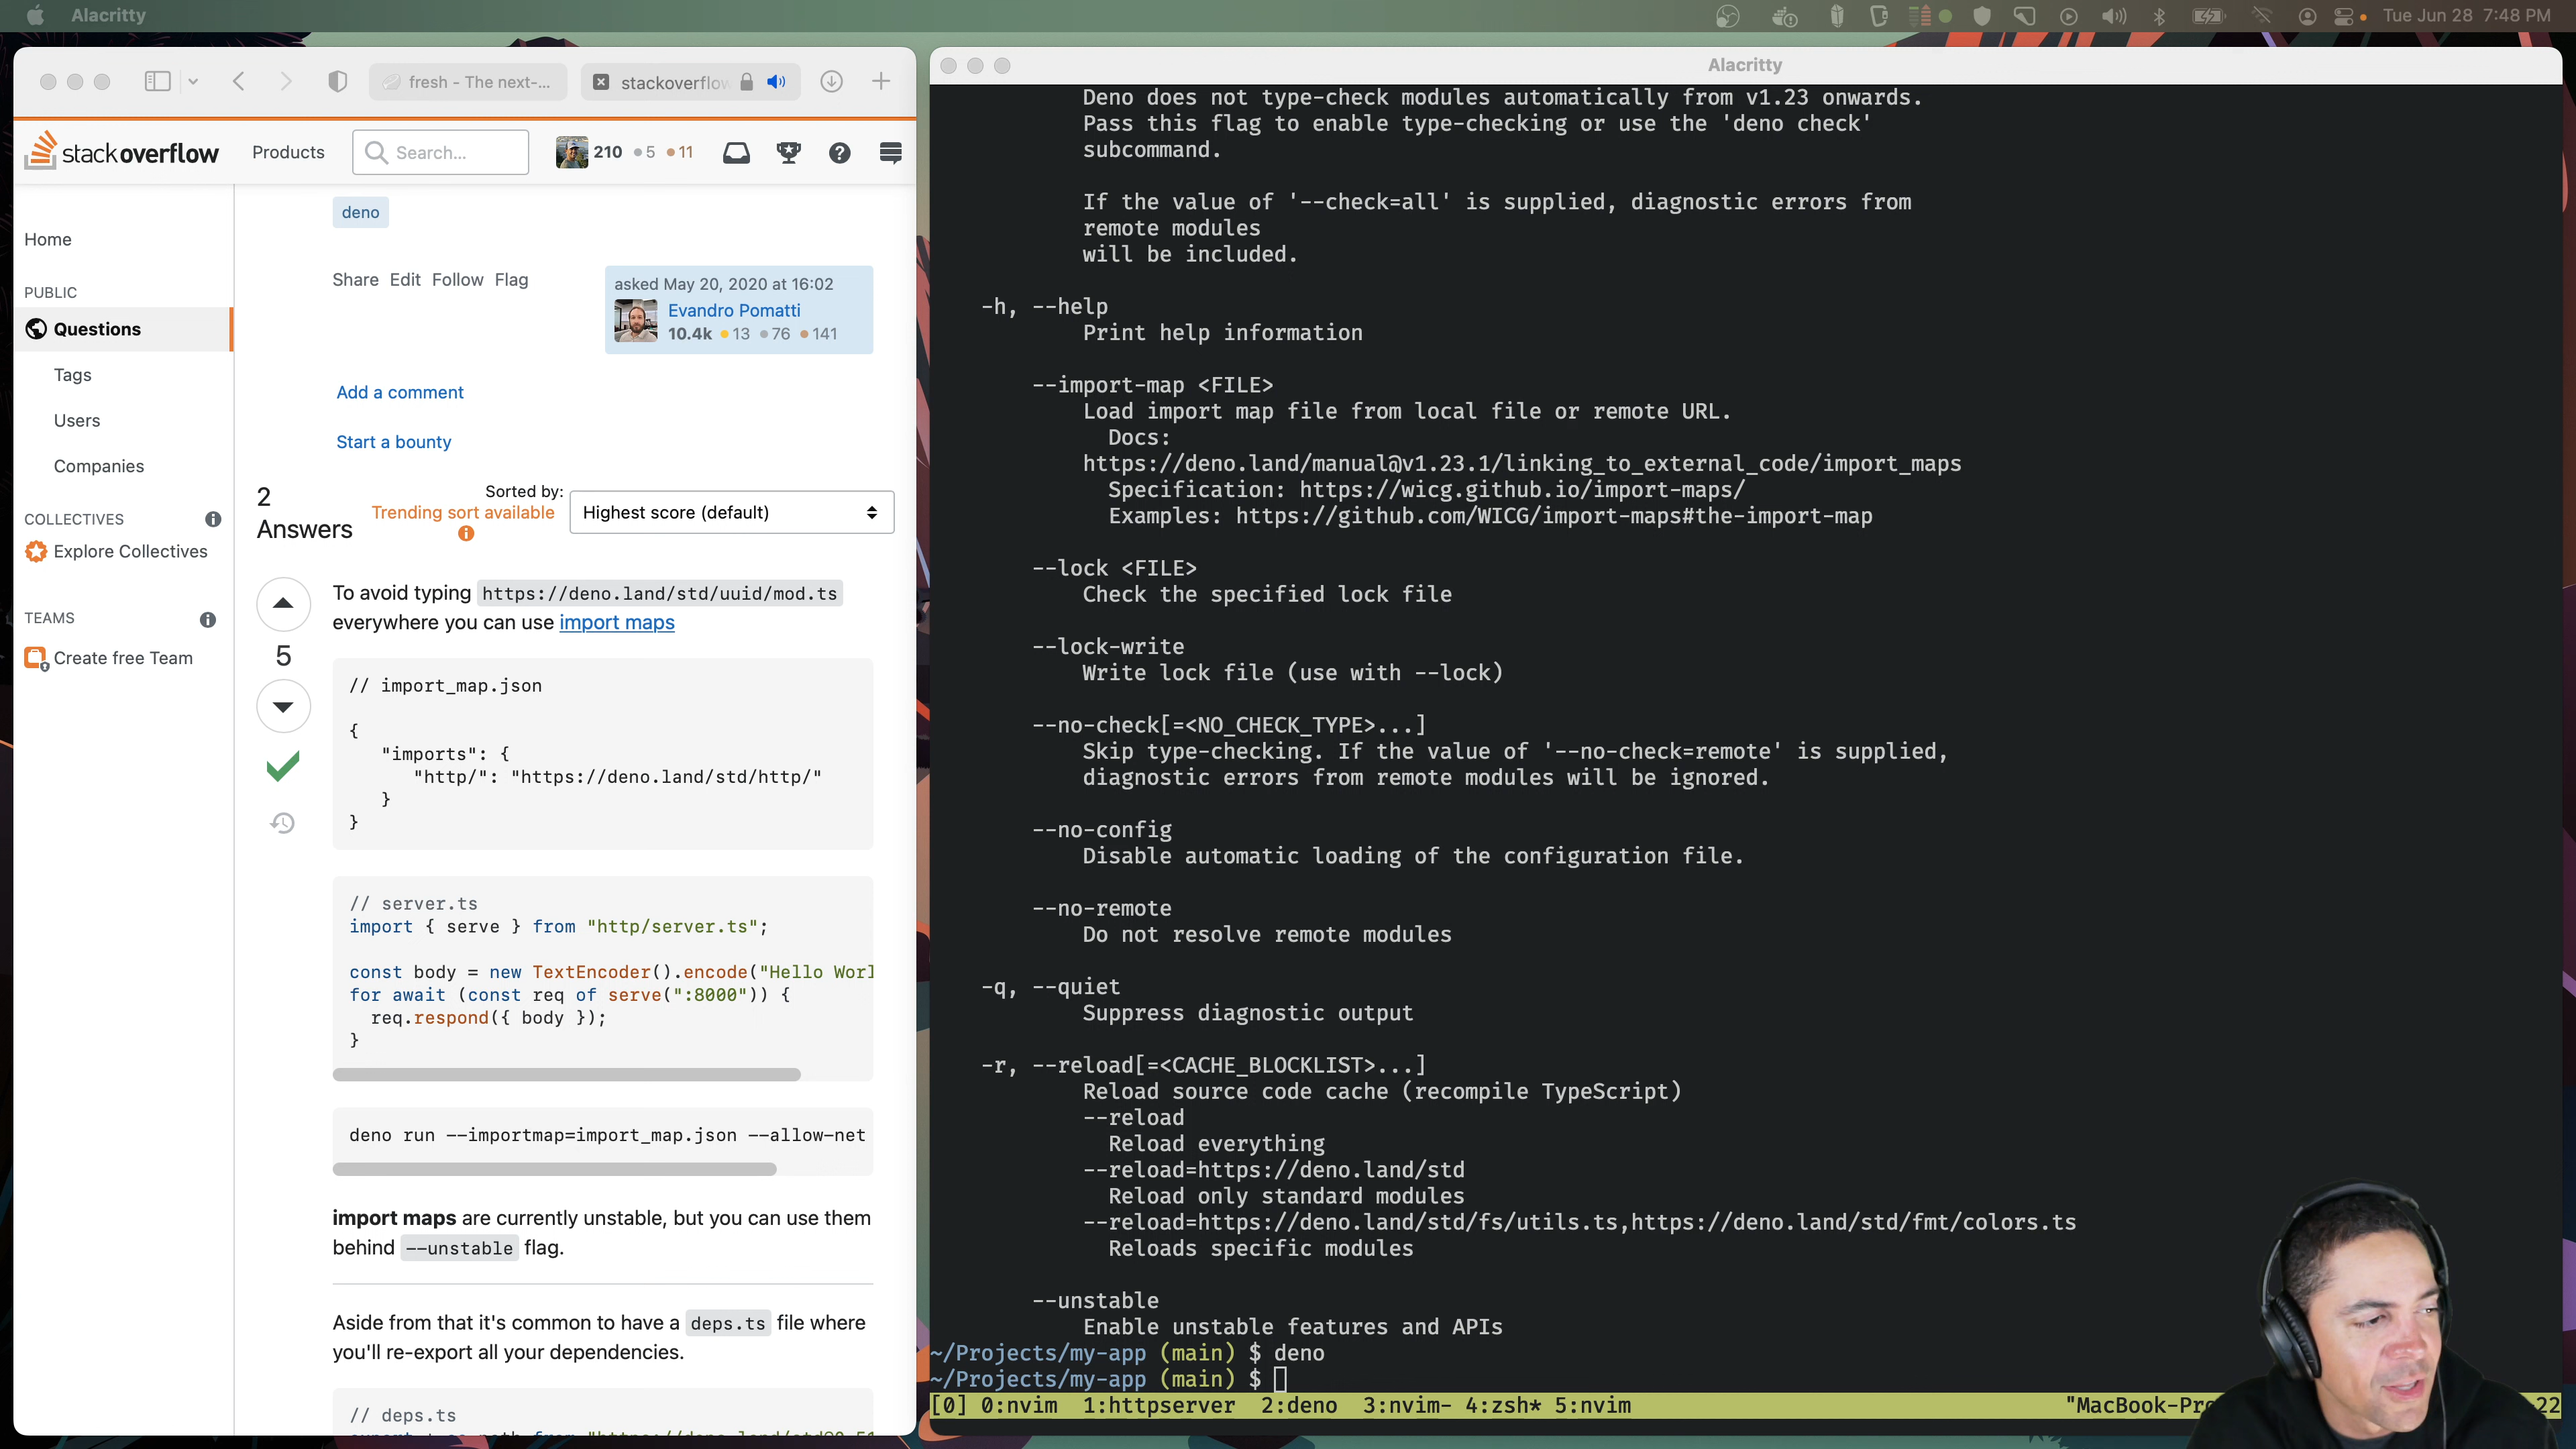 Alacritty
Tue Jun 28 7:48 PM
fresh - The next-...
stackoverflow
stackoverflow
Products
Search...
210 5 11
Home
PUBLIC
Questions
Tags
Users
Companies
COLLECTIVES
Explore Collectives
TEAMS
Create free Team
deno
Share Edit Follow Flag
asked May 20, 2020 at 16:02
Evandro Pomatti
10.4k 13 76 141
Add a comment
Start a bounty
2
Answers
Sorted by:
Trending sort available
Highest score (default)
5
To avoid typing https://deno.land/std/uuid/mod.ts
everywhere you can use import maps
// import_map.json
{
"imports": {
"http/": "https://deno.land/std/http/"
}
}
// server.ts
import { serve } from "http/server.ts";
const body = new TextEncoder().encode("Hello Worl
for await (const req of serve(":8000")) {
req.respond({ body });
}
deno run --importmap=import_map.json --allow-net
import maps are currently unstable, but you can use them
behind --unstable flag.
Aside from that it's common to have a deps.ts file where
you'll re-export all your dependencies.
// deps.ts
Alacritty
Deno does not type-check modules automatically from v1.23 onwards.
Pass this flag to enable type-checking or use the 'deno check'
subcommand.
If the value of '--check=all' is supplied, diagnostic errors from
remote modules
will be included.
-h, --help
Print help information
--import-map <FILE>
Load import map file from local file or remote URL.
Docs:
https://deno.land/manual@v1.23.1/linking_to_external_code/import_maps
Specification: https://wicg.github.io/import-maps/
Examples: https://github.com/WICG/import-maps#the-import-map
--lock <FILE>
Check the specified lock file
--lock-write
Write lock file (use with --lock)
--no-check[=<NO_CHECK_TYPE>...]
Skip type-checking. If the value of '--no-check=remote' is supplied,
diagnostic errors from remote modules will be ignored.
--no-config
Disable automatic loading of the configuration file.
--no-remote
Do not resolve remote modules
-q, --quiet
Suppress diagnostic output
-r, --reload[=<CACHE_BLOCKLIST>...]
Reload source code cache (recompile TypeScript)
--reload
Reload everything
--reload=https://deno.land/std
Reload only standard modules
--reload=https://deno.land/std/fs/utils.ts,https://deno.land/std/fmt/colors.ts
Reloads specific modules
--unstable
Enable unstable features and APIs
~/Projects/my-app (main) $ deno
~/Projects/my-app (main) $
[0] 0:nvim 1:httpserver 2:deno 3:nvim- 4:zsh* 5:nvim "MacBook-Pro -22